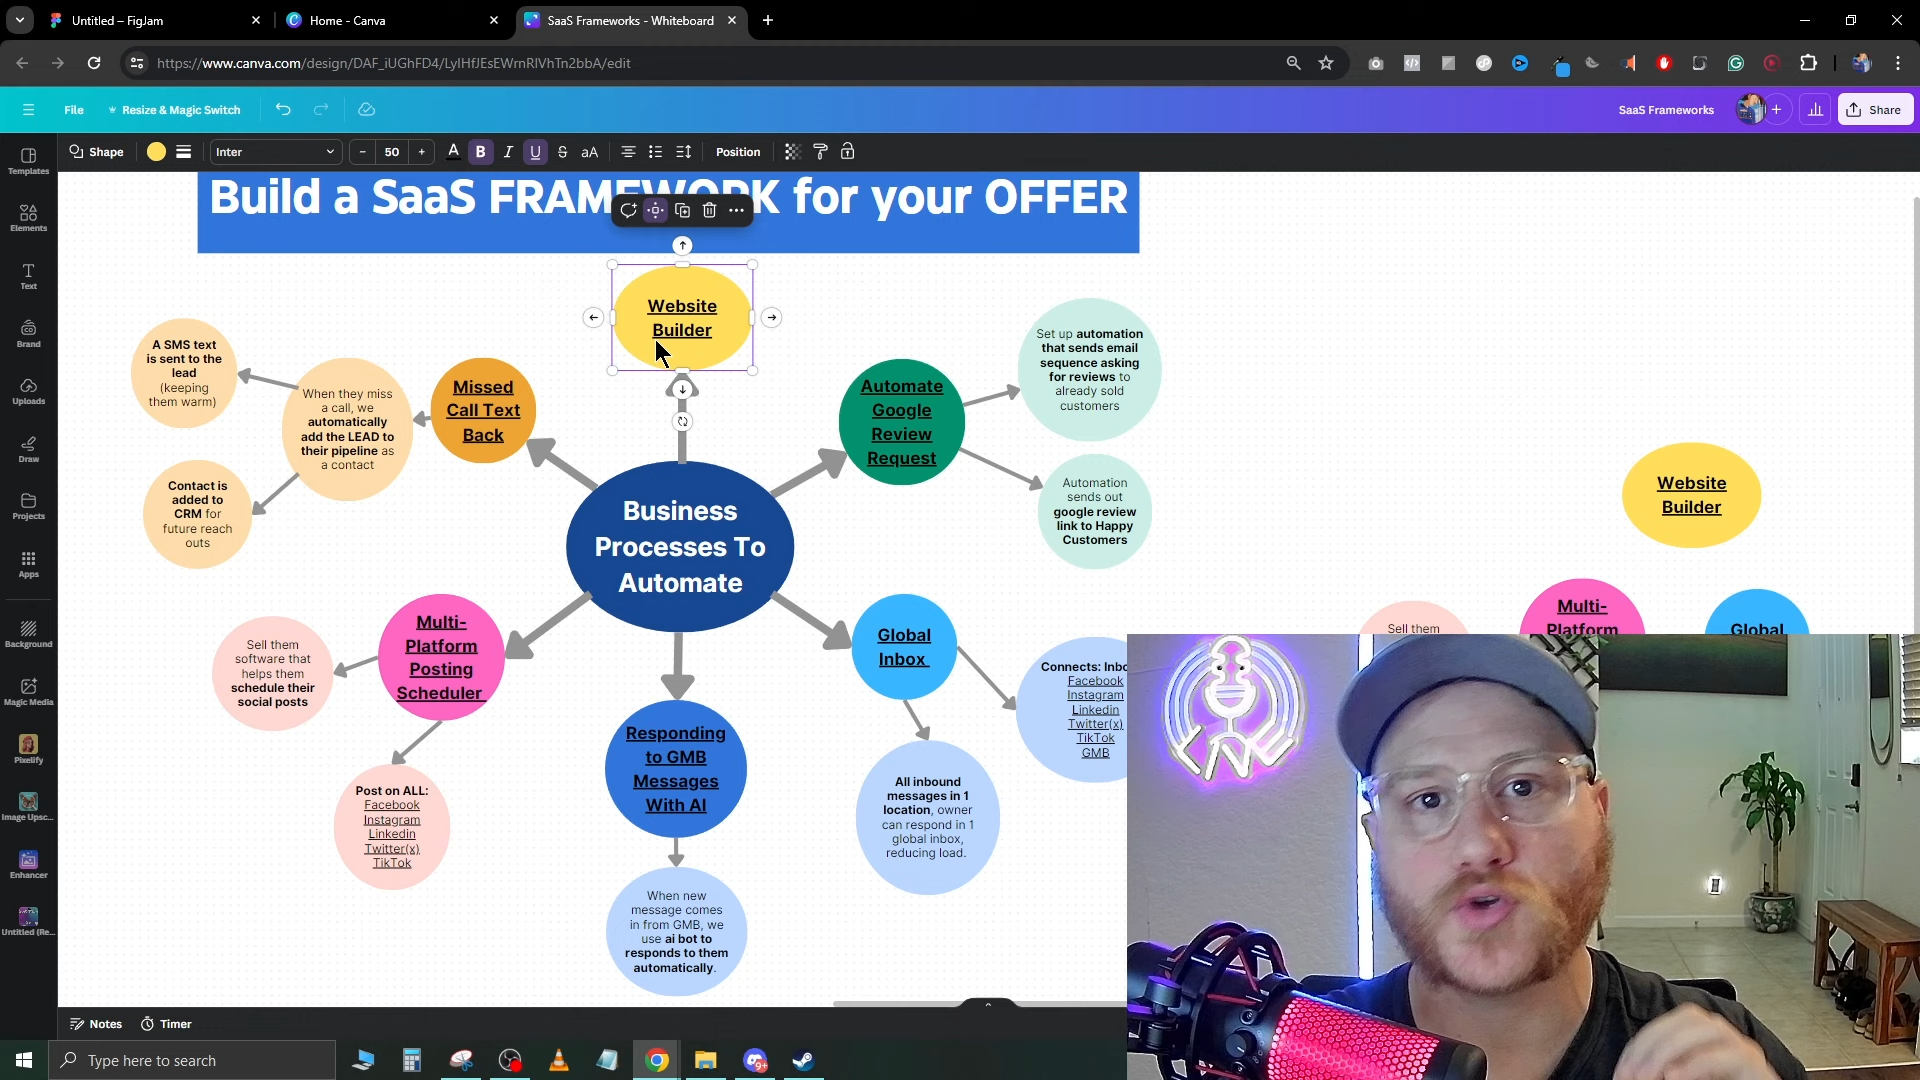 Untitled – FigJam
Home - Canva
SaaS Frameworks - Whiteboard
https://www.canva.com/design/DAF_iUGhFD4/LyIHfJEsEWrnRIVhTn2bbA/edit
File
Resize & Magic Switch
SaaS Frameworks
Share
Shape
Inter
50
A
B
I
U
S
aA
Position
Templates
Elements
Text
Brand
Uploads
Draw
Projects
Apps
Background
Magic Media
Pixelify
Image Upsc...
Enhancer
Untitled (Re...
Build a SaaS FRAMEWORK for your OFFER
Website
Builder
A SMS text
is sent to the
lead
(keeping
them warm)
When they miss
a call, we
automatically
add the LEAD to
their pipeline as
a contact
Missed
Call Text
Back
Contact is
added to
CRM for
future reach
outs
Automate
Google
Review
Request
Set up automation
that sends email
sequence asking
for reviews to
already sold
customers
Automation
sends out
google review
link to Happy
Customers
Business
Processes To
Automate
Website
Builder
Multi-
Platform
Posting
Scheduler
Sell them
software that
helps them
schedule their
social posts
Post on ALL:
Facebook
Instagram
Linkedin
Twitter(x)
TikTok
Responding
to GMB
Messages
With AI
When new
message comes
in from GMB, we
use ai bot to
responds to them
automatically.
Global
Inbox
All inbound
messages in 1
location, owner
can respond in 1
global inbox,
reducing load.
Connects: Inbo
Facebook
Instagram
Linkedin
Twitter(x)
TikTok
GMB
Sell them
Multi-
Platform
Global
Notes
Timer
Type here to search
9+